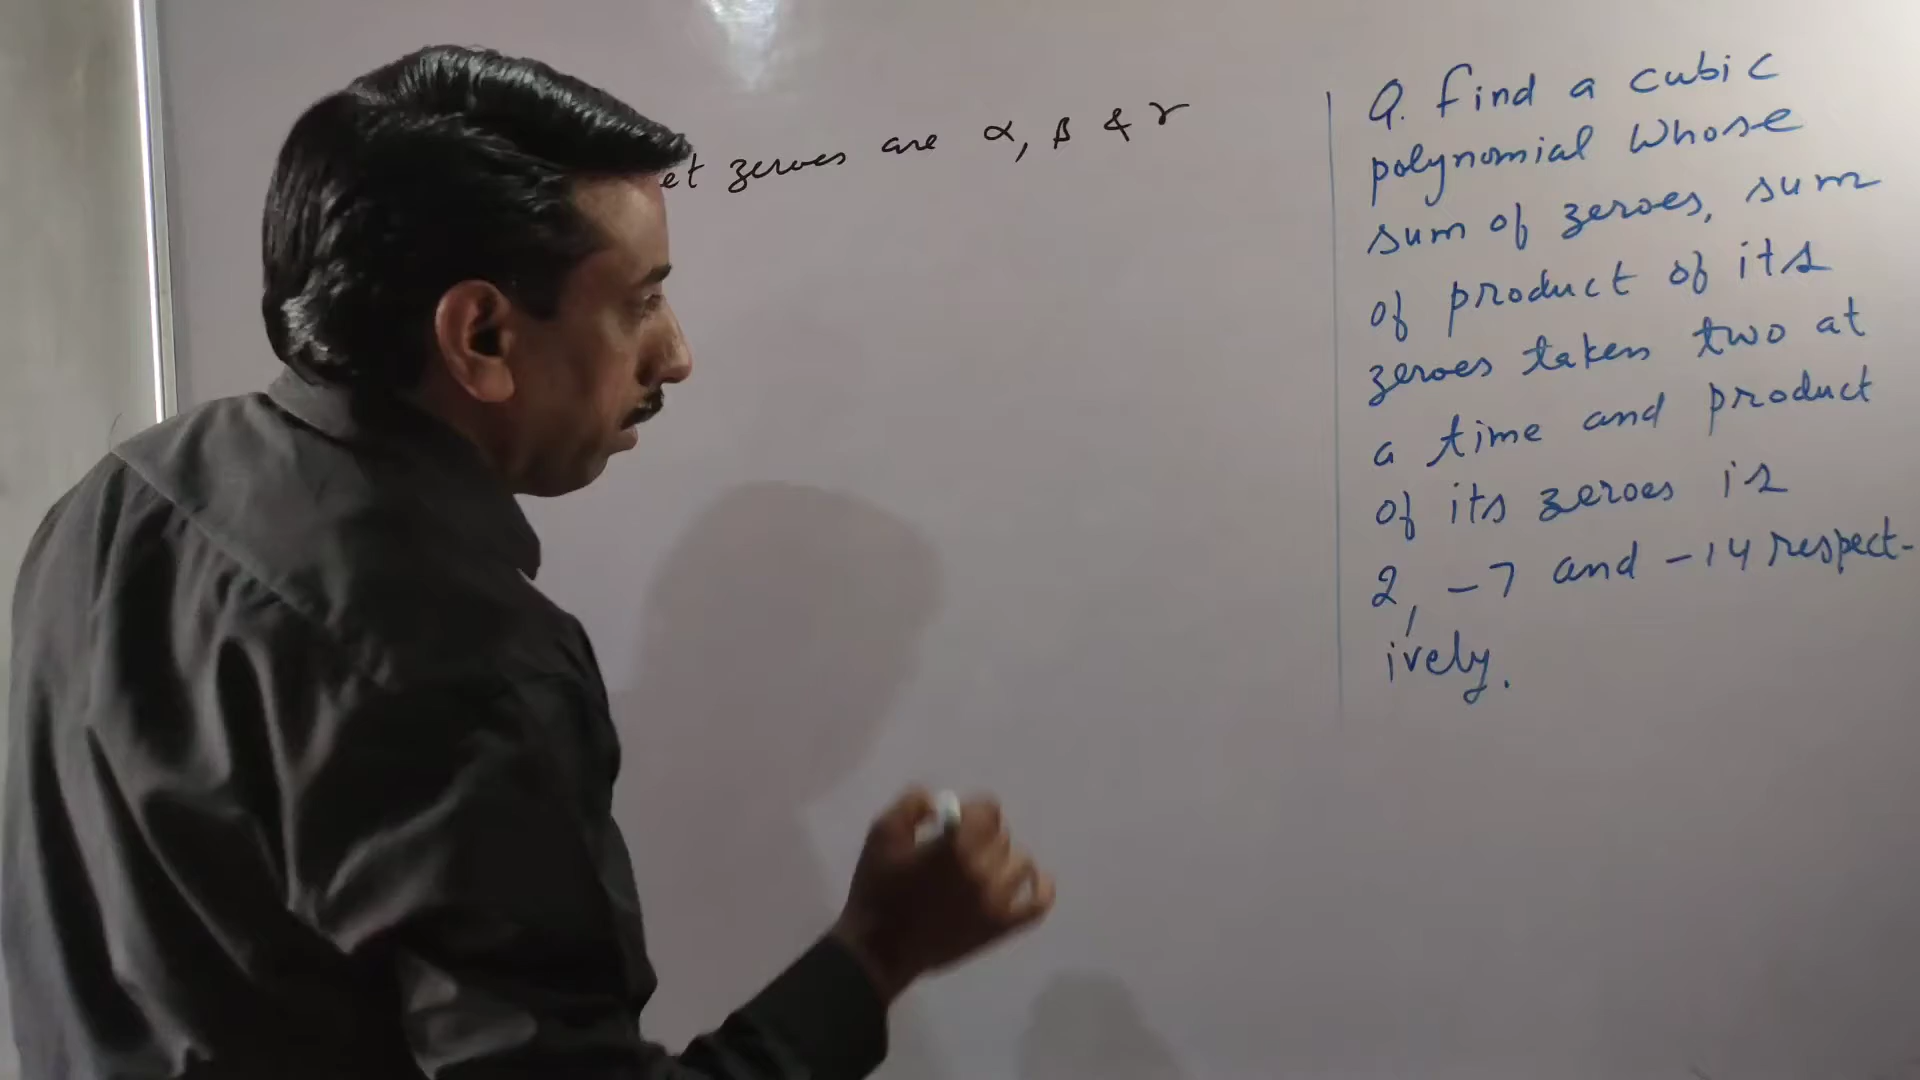 et zeroes are α, β & γ
Q. Find a cubic
polynomial whose
sum of zeroes, sum
of product of its
zeroes taken two at
a time and product
of its zeroes is
2, -7 and -14 respect-
ively.